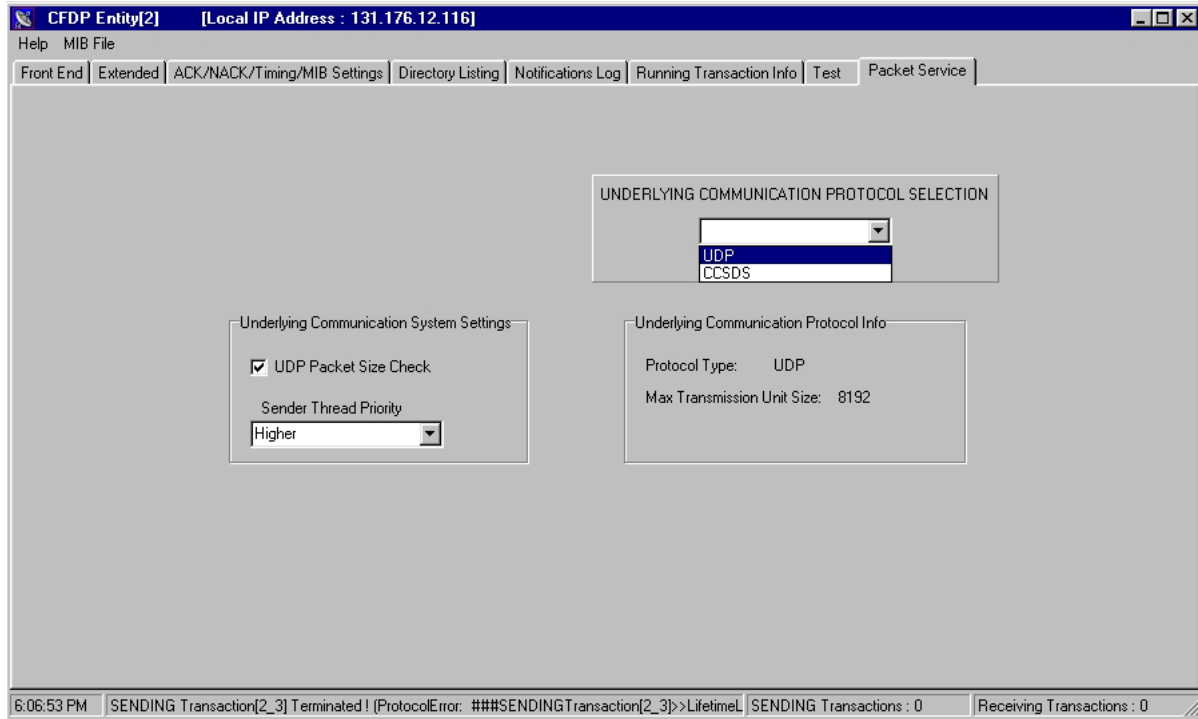 CFDP Entity[2] [Local IP Address : 131.176.12.116]
Help MIB File
Front End Extended ACK/NACK/Timing/MIB Settings Directory Listing Notifications Log Running Transaction Info Test Packet Service
UNDERLYING COMMUNICATION PROTOCOL SELECTION
UDP
CCSDS
Underlying Communication System Settings
UDP Packet Size Check
Sender Thread Priority
Higher
Underlying Communication Protocol Info
Protocol Type: UDP
Max Transmission Unit Size: 8192
6:06:53 PM SENDING Transaction[2_3] Terminated ! (ProtocolError: ###SENDINGTransaction[2_3]>>LifetimeL SENDING Transactions : 0 Receiving Transactions : 0